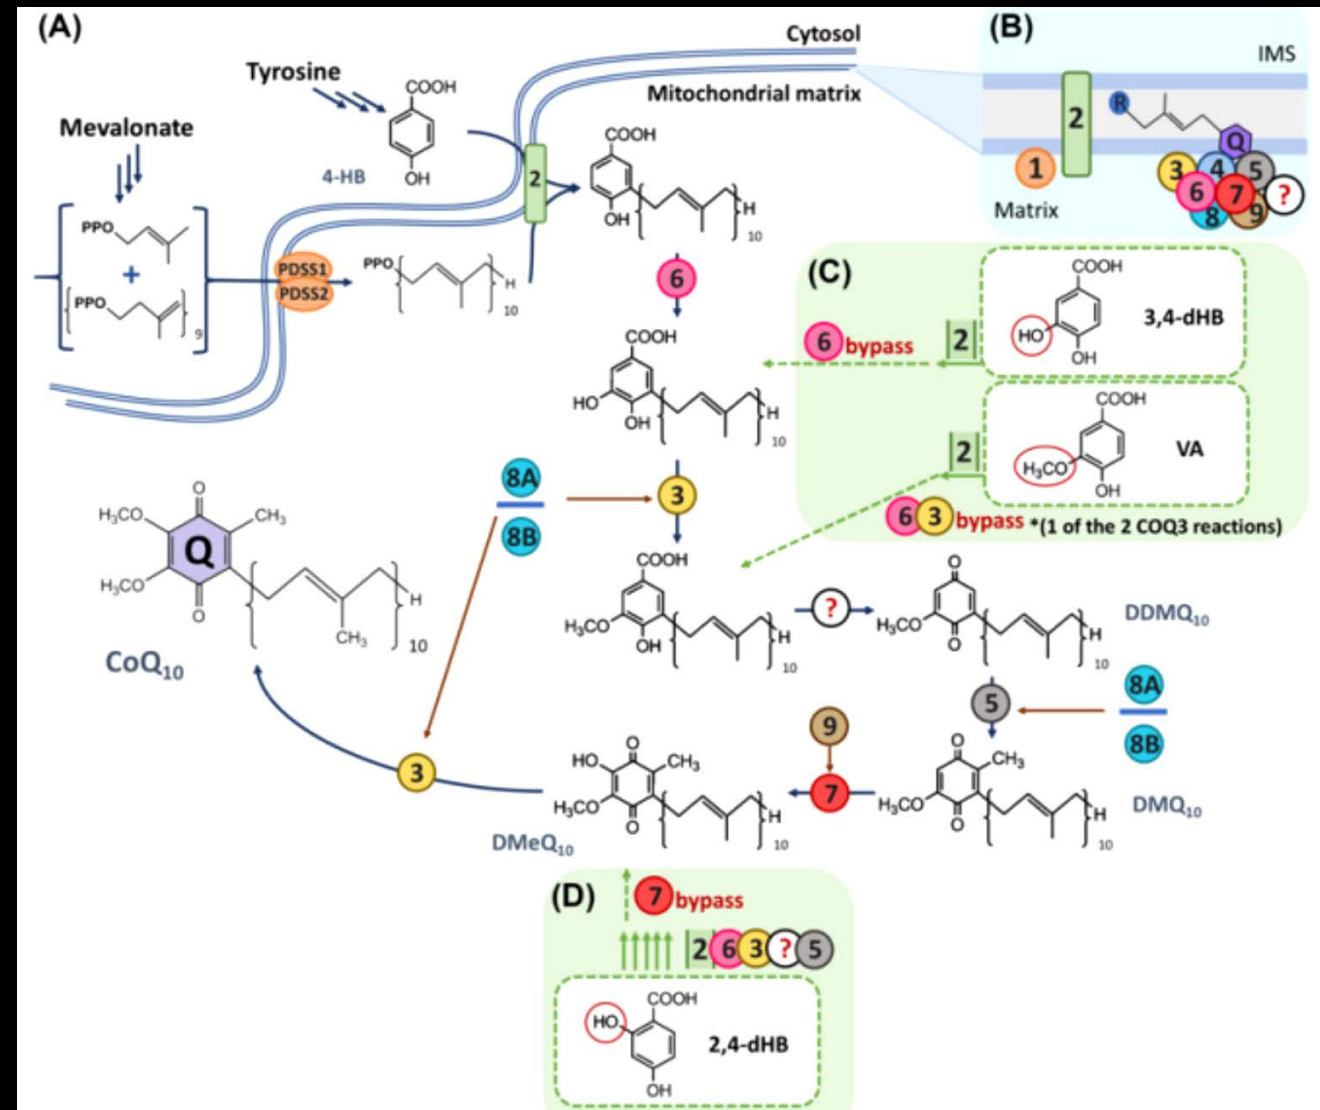 (A)
Cytosol
Mitochondrial matrix
Tyrosine
COOH
OH
4-HB
Mevalonate
PPO
+
PPO
9
PDSS1
PDSS2
PPO
H
10
2
COOH
OH
H
10
6
COOH
HO
OH
H
10
8A
8B
3
COOH
H₃CO
OH
H
10
?
O
H₃CO
O
H
10
DDMQ₁₀
5
8A
8B
O
CH₃
H₃CO
O
H
10
DMQ₁₀
9
7
O
HO
CH₃
H₃CO
O
H
10
DMeQ₁₀
3
O
H₃CO
CH₃
Q
H₃CO
O
H
CH₃
10
CoQ₁₀
(B)
IMS
2
R
Q
1
3
4
5
6
7
?
8
9
Matrix
(C)
COOH
HO
OH
3,4-dHB
2
6 bypass
COOH
H₃CO
OH
VA
2
6 3 bypass *(1 of the 2 COQ3 reactions)
(D)
7 bypass
2 6 3 ? 5
COOH
HO
OH
2,4-dHB